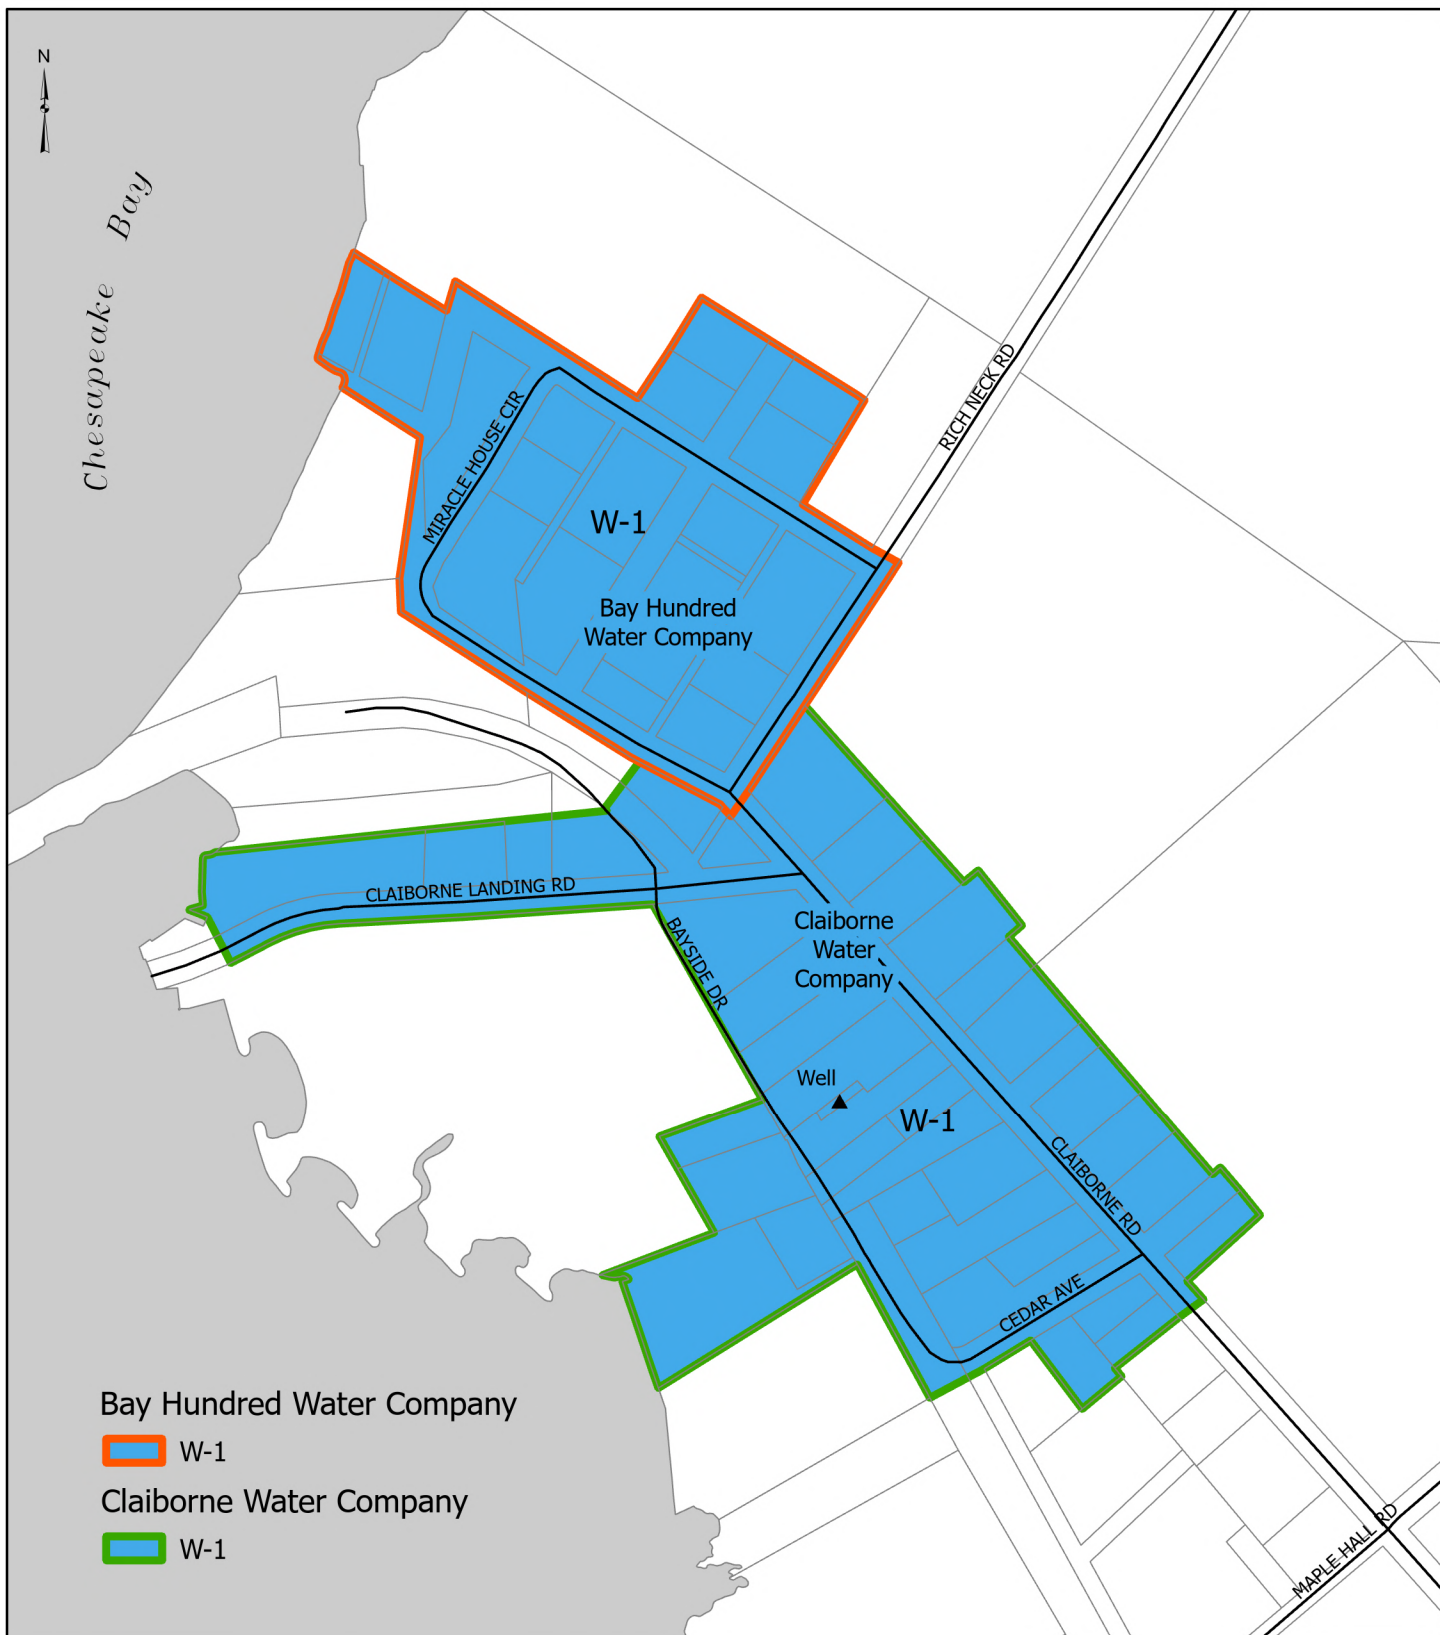 N
Chesapeake Bay
RICH NECK RD
MIRACLE HOUSE CIR
W-1
Bay Hundred
Water Company
CLAIBORNE LANDING RD
Claiborne
Water
Company
BAYSIDE DR
Well
W-1
CLAIBORNE RD
CEDAR AVE
MAPLE HALL RD
Bay Hundred Water Company
W-1
Claiborne Water Company
W-1